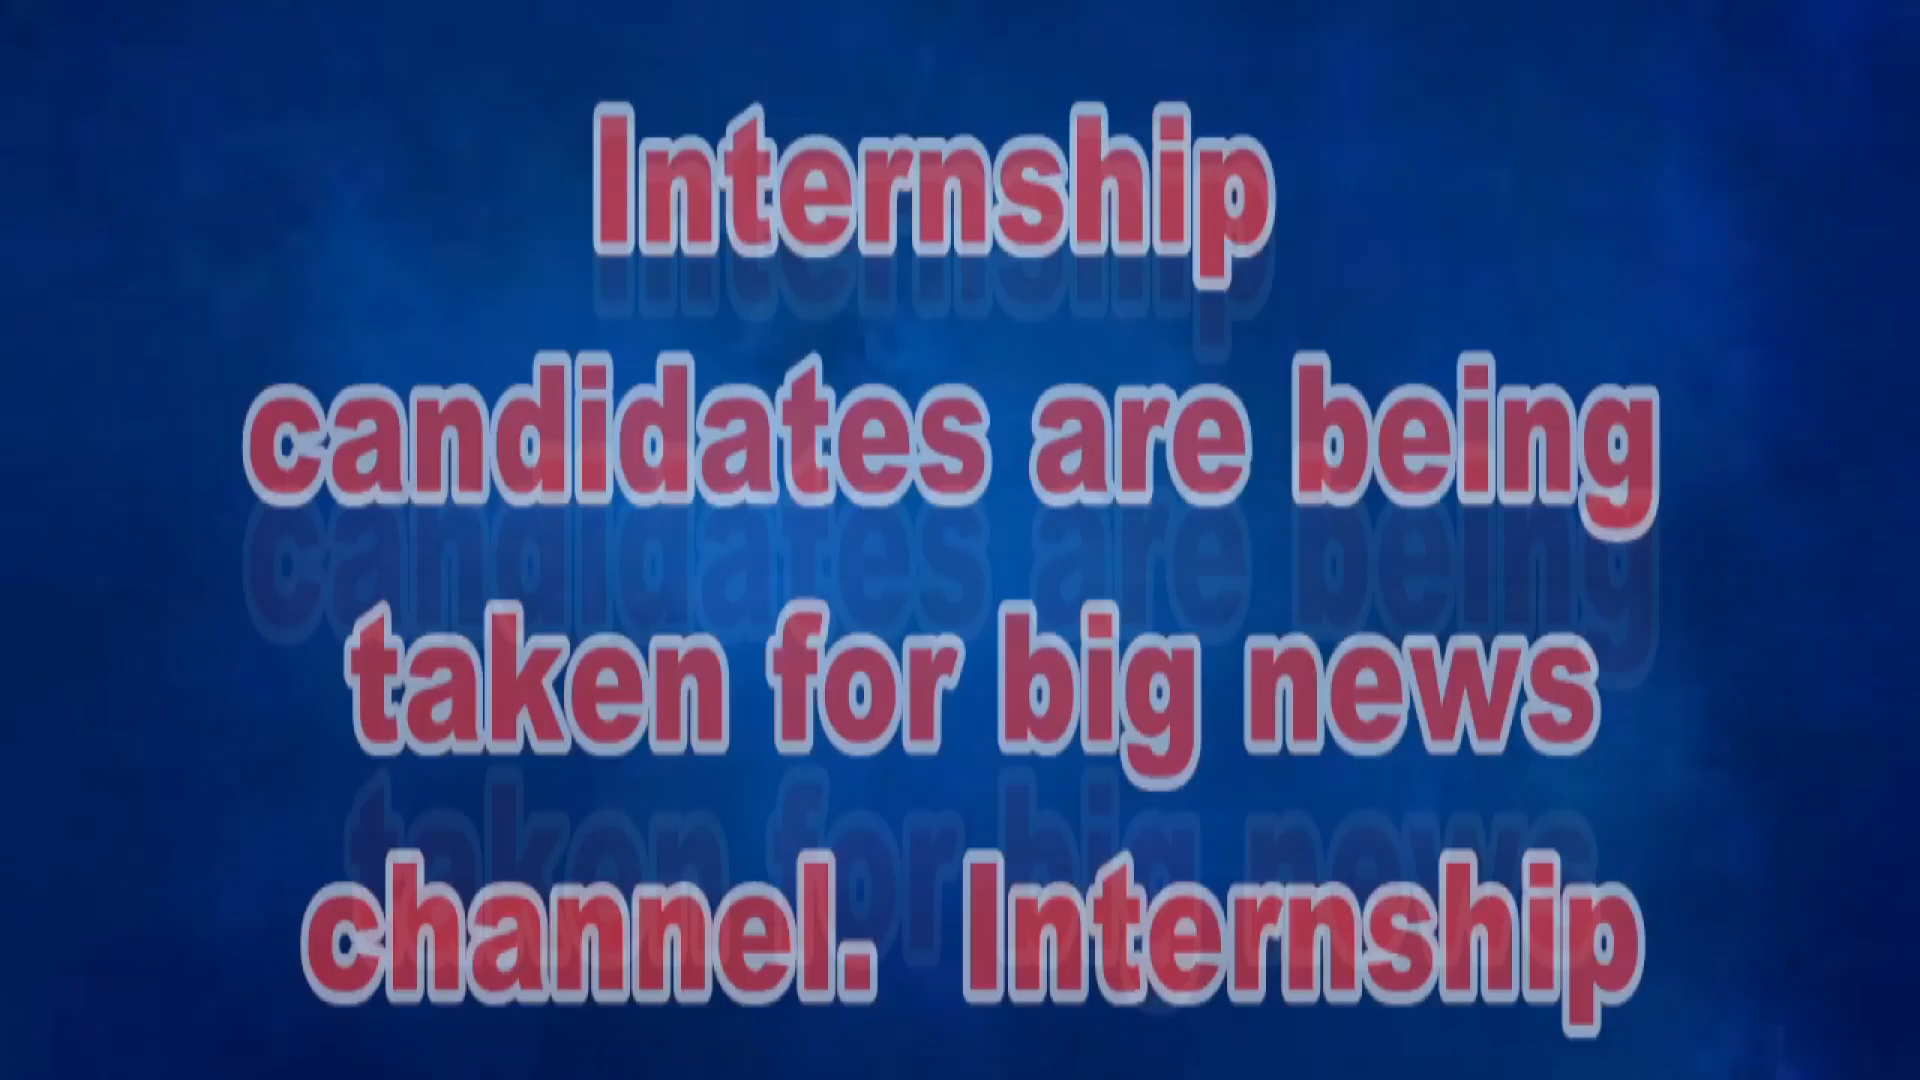 Internship
candidates are being
taken for big news
channel. Internship